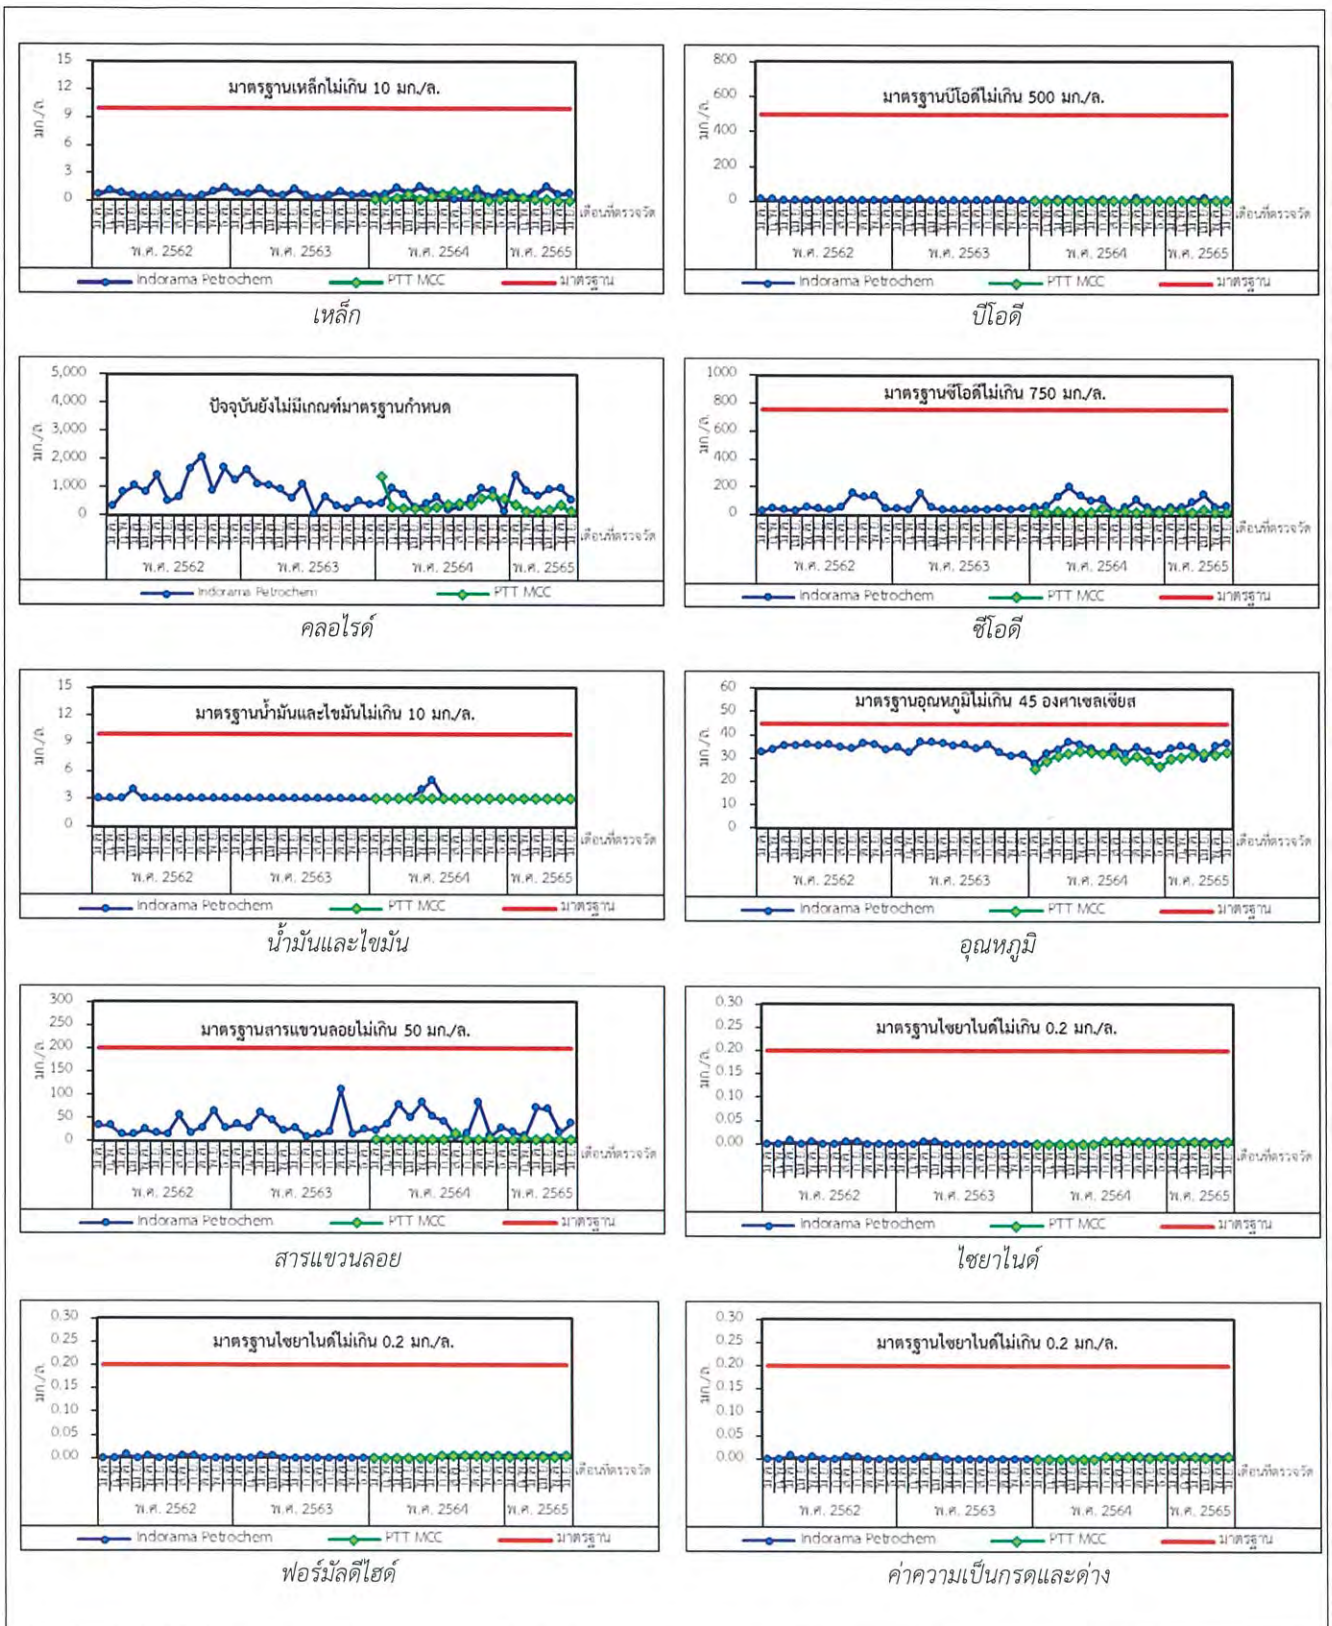 15
12
9
6
3
0
มก./ล.
มาตรฐานเหล็กไม่เกิน 10 มก./ล.
เดือนที่ตรวจวัด
พ.ศ. 2562 พ.ศ. 2563 พ.ศ. 2564 พ.ศ. 2565
Indorama Petrochem PTT MCC มาตรฐาน
เหล็ก
800
600
400
200
0
มก./ล.
มาตรฐานบีโอดีไม่เกิน 500 มก./ล.
เดือนที่ตรวจวัด
พ.ศ. 2562 พ.ศ. 2563 พ.ศ. 2564 พ.ศ. 2565
Indorama Petrochem PTT MCC มาตรฐาน
บีโอดี
5,000
4,000
3,000
2,000
1,000
0
มก./ล.
ปัจจุบันยังไม่มีเกณฑ์มาตรฐานกำหนด
เดือนที่ตรวจวัด
พ.ศ. 2562 พ.ศ. 2563 พ.ศ. 2564 พ.ศ. 2565
Indorama Petrochem PTT MCC
คลอไรด์
1000
800
600
400
200
0
มก./ล.
มาตรฐานซีโอดีไม่เกิน 750 มก./ล.
เดือนที่ตรวจวัด
พ.ศ. 2562 พ.ศ. 2563 พ.ศ. 2564 พ.ศ. 2565
Indorama Petrochem PTT MCC มาตรฐาน
ซีโอดี
15
12
9
6
3
0
มก./ล.
มาตรฐานน้ำมันและไขมันไม่เกิน 10 มก./ล.
เดือนที่ตรวจวัด
พ.ศ. 2562 พ.ศ. 2563 พ.ศ. 2564 พ.ศ. 2565
Indorama Petrochem PTT MCC มาตรฐาน
น้ำมันและไขมัน
60
50
40
30
20
10
0
มก./ล.
มาตรฐานอุณหภูมิไม่เกิน 45 องศาเซลเซียส
เดือนที่ตรวจวัด
พ.ศ. 2562 พ.ศ. 2563 พ.ศ. 2564 พ.ศ. 2565
Indorama Petrochem PTT MCC มาตรฐาน
อุณหภูมิ
300
250
200
150
100
50
0
มก./ล.
มาตรฐานสารแขวนลอยไม่เกิน 50 มก./ล.
เดือนที่ตรวจวัด
พ.ศ. 2562 พ.ศ. 2563 พ.ศ. 2564 พ.ศ. 2565
Indorama Petrochem PTT MCC มาตรฐาน
สารแขวนลอย
0.30
0.25
0.20
0.15
0.10
0.05
0.00
มก./ล.
มาตรฐานไซยาไนด์ไม่เกิน 0.2 มก./ล.
เดือนที่ตรวจวัด
พ.ศ. 2562 พ.ศ. 2563 พ.ศ. 2564 พ.ศ. 2565
Indorama Petrochem PTT MCC มาตรฐาน
ไซยาไนด์
0.30
0.25
0.20
0.15
0.10
0.05
0.00
มก./ล.
มาตรฐานไซยาไนด์ไม่เกิน 0.2 มก./ล.
เดือนที่ตรวจวัด
พ.ศ. 2562 พ.ศ. 2563 พ.ศ. 2564 พ.ศ. 2565
Indorama Petrochem PTT MCC มาตรฐาน
ฟอร์มัลดีไฮด์
0.30
0.25
0.20
0.15
0.10
0.05
0.00
มก./ล.
มาตรฐานไซยาไนด์ไม่เกิน 0.2 มก./ล.
เดือนที่ตรวจวัด
พ.ศ. 2562 พ.ศ. 2563 พ.ศ. 2564 พ.ศ. 2565
Indorama Petrochem PTT MCC มาตรฐาน
ค่าความเป็นกรดและด่าง